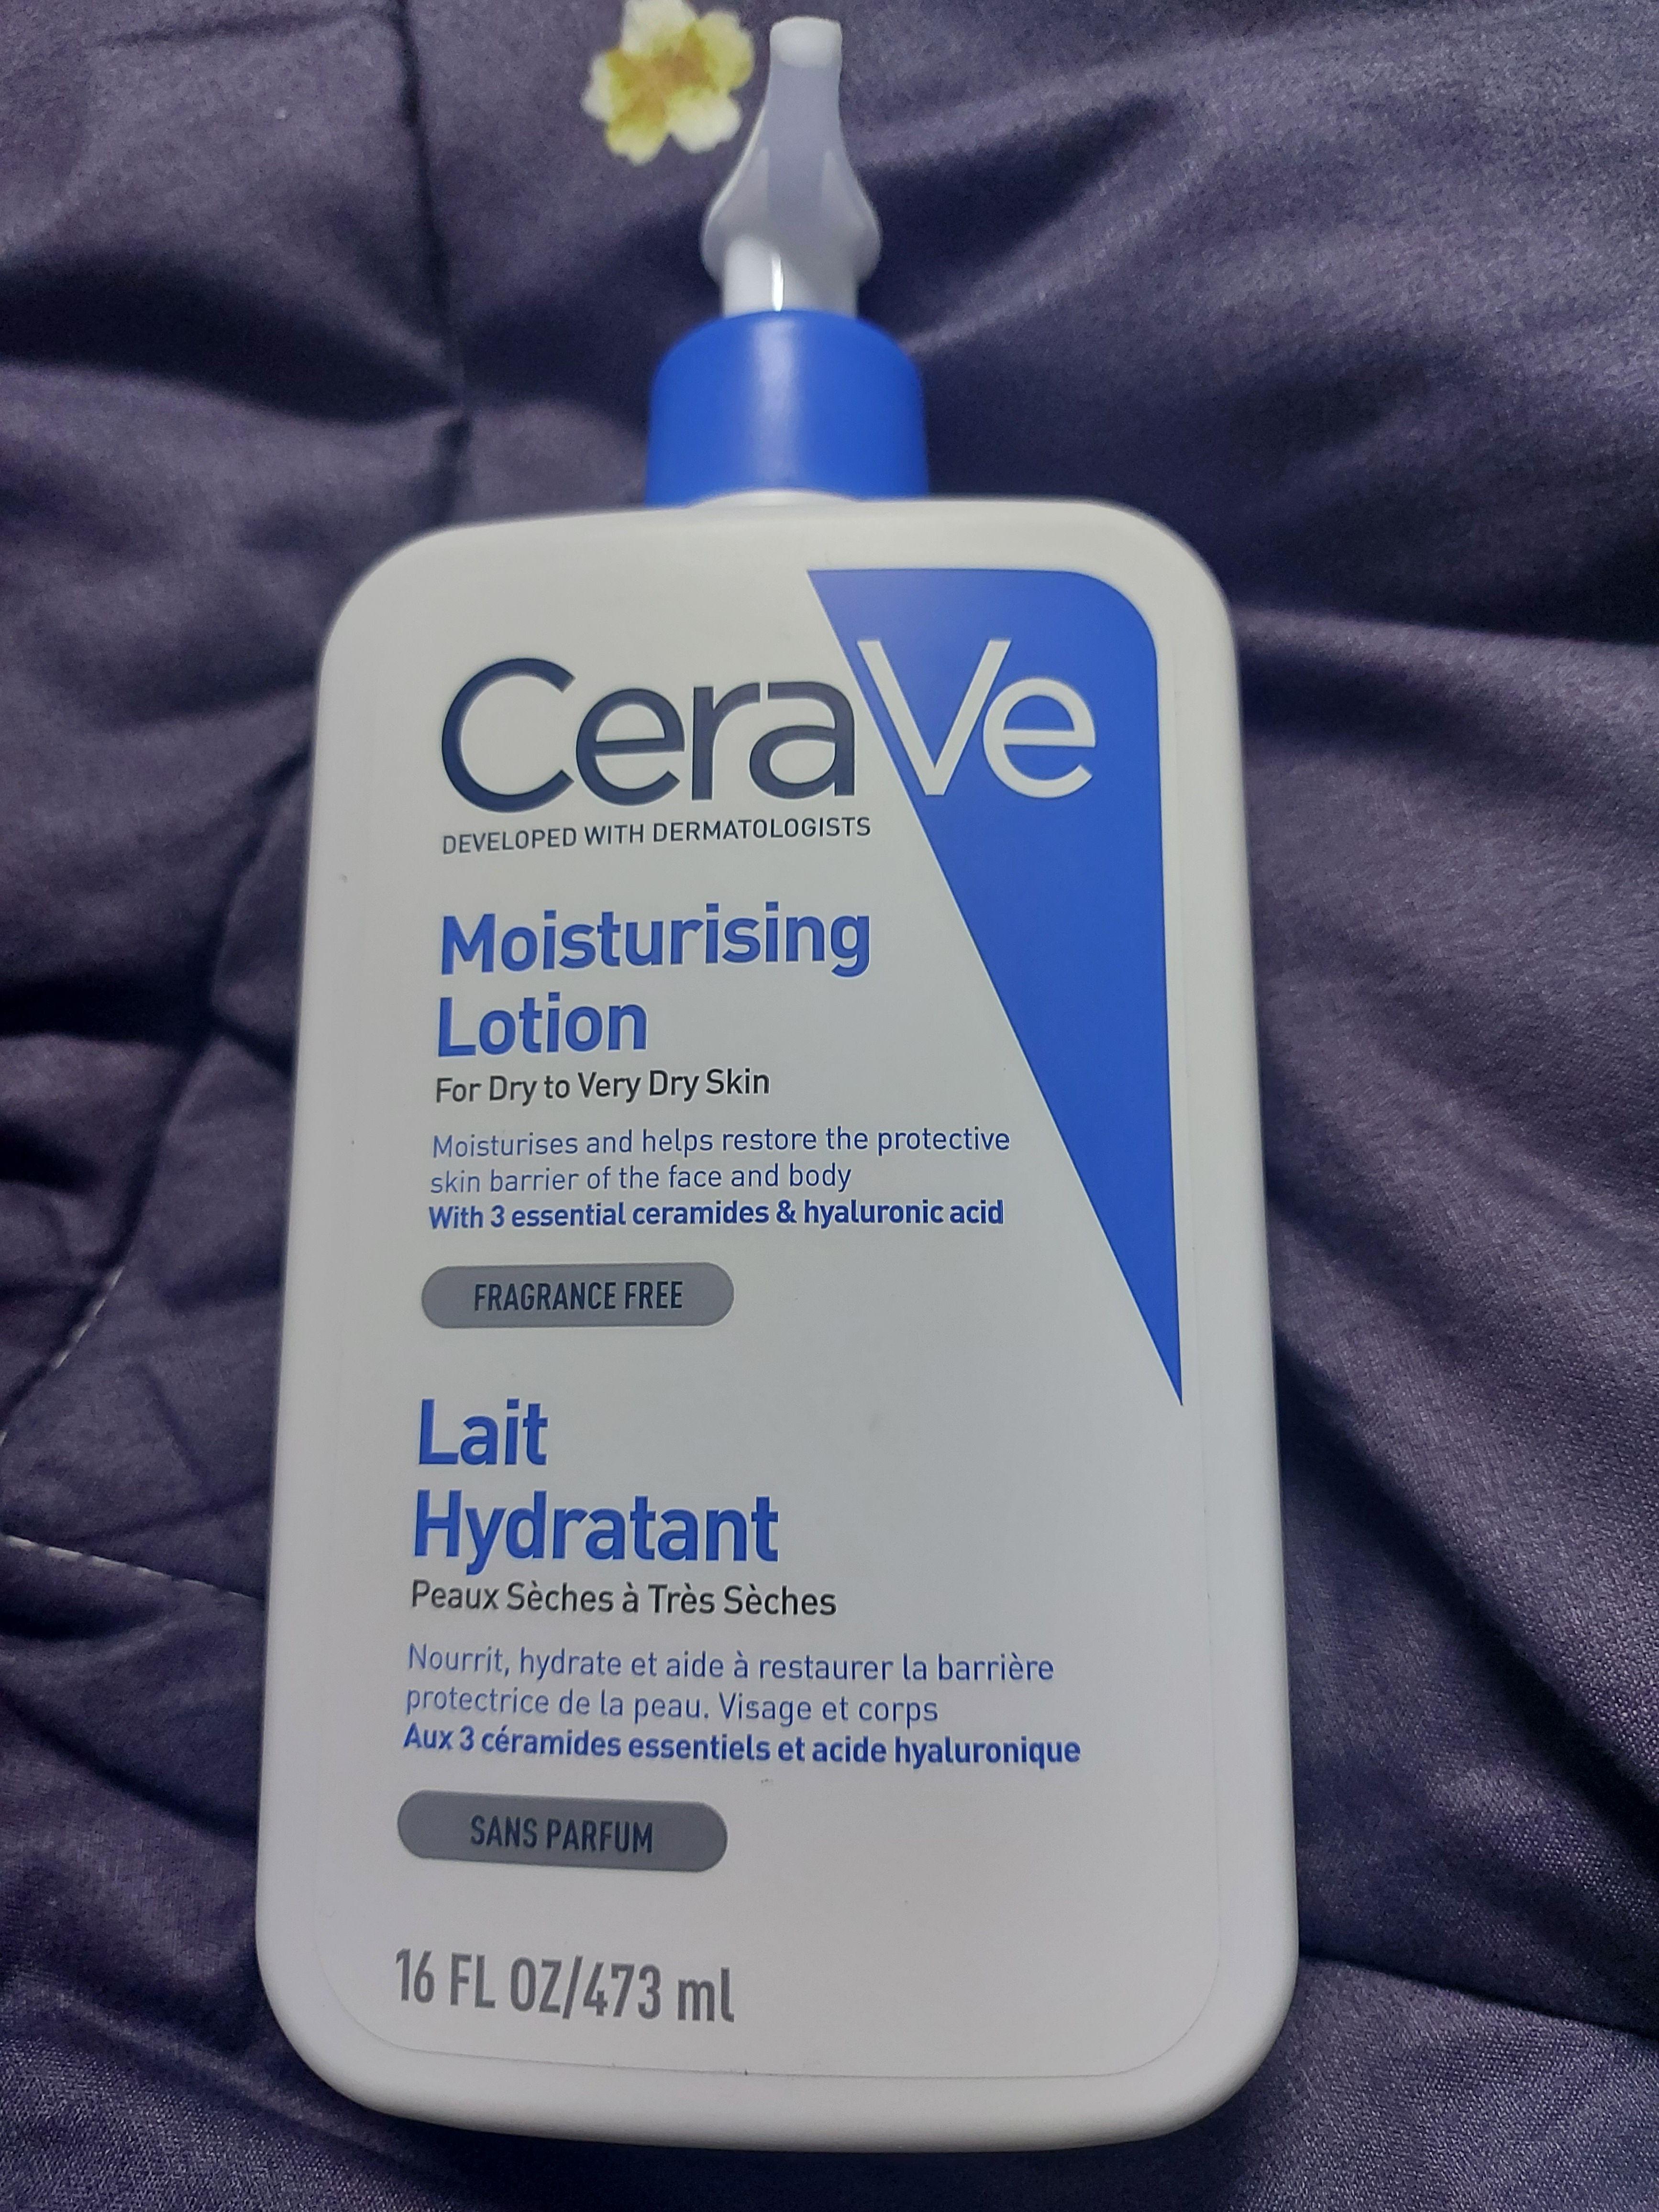 CeraVe
DEVELOPED WITH DERMATOLOGISTS
Moisturising
Lotion
For Dry to Very Dry Skin
Moisturises and helps restore the protective
skin barrier of the face and body
With 3 essential ceramides & hyaluronic acid
FRAGRANCE FREE
Lait
Hydratant
Peaux Sèches à Très Sèches
Nourrit, hydrate et aide à restaurer la barrière
protectrice de la peau. Visage et corps
Aux 3 céramides essentiels et acide hyaluronique
SANS PARFUM
16 FL OZ/473 ml